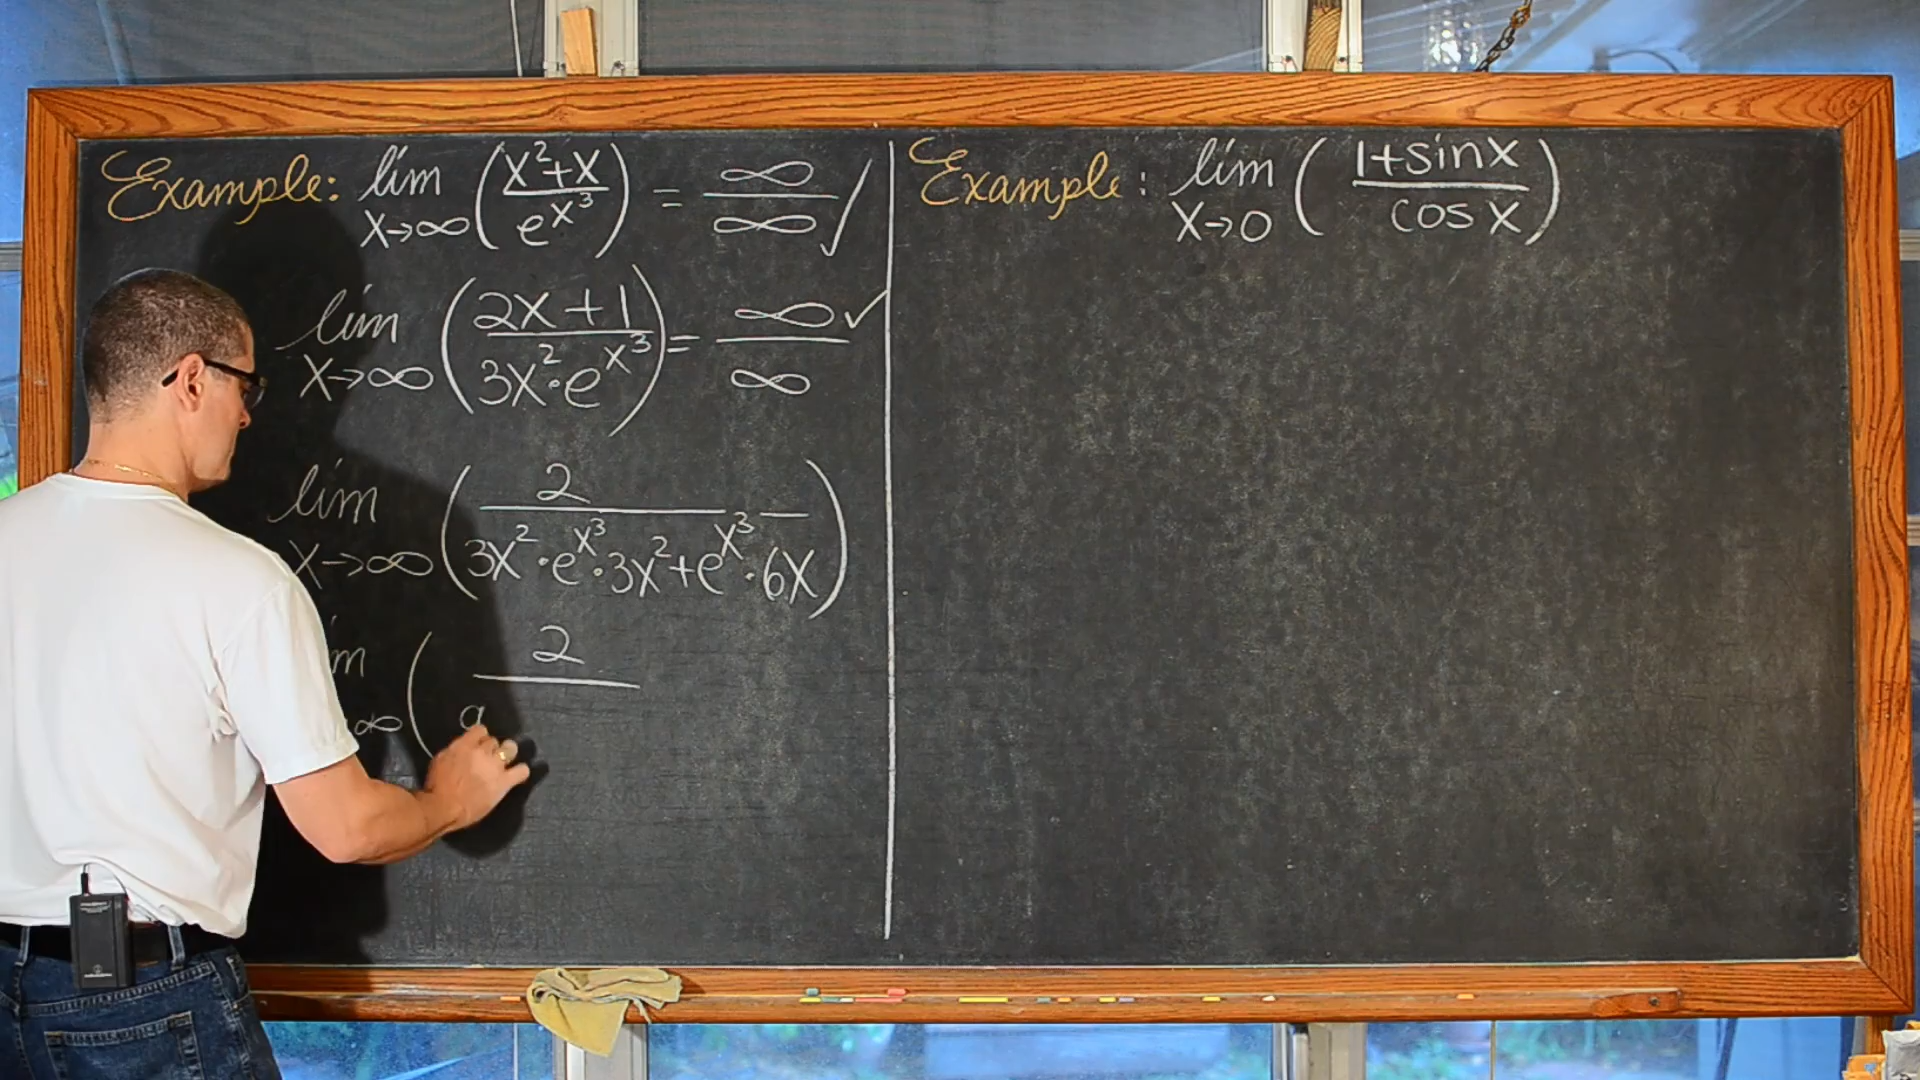 Example: lim x→∞ (x²+x / e^x³) = ∞/∞ ✓
lim x→∞ (2x+1 / 3x²·e^x³) = ∞/∞ ✓
lim x→∞ (2 / 3x²·e^x³·3x²+e^x³·6x)
(2
Example: lim x→0 (1+sinx / cosx)